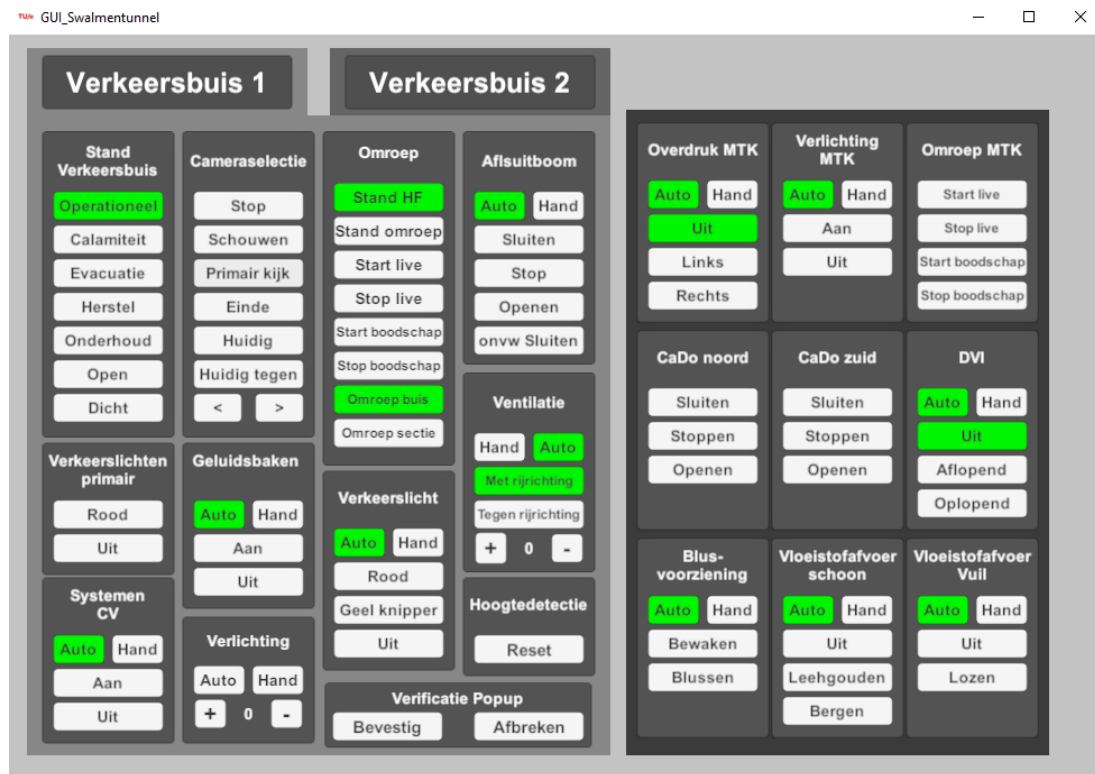 TU/e GUI_Swalmentunnel
Verkeersbuis 1
Verkeersbuis 2
Stand
Verkeersbuis
Operationeel
Calamiteit
Evacuatie
Herstel
Onderhoud
Open
Dicht
Cameraselectie
Stop
Schouwen
Primair kijk
Einde
Huidig
Huidig tegen
< >
Omroep
Stand HF
Stand omroep
Start live
Stop live
Start boodschap
Stop boodschap
Omroep buis
Omroep sectie
Aflsuitboom
Auto Hand
Sluiten
Stop
Openen
onvw Sluiten
Ventilatie
Hand Auto
Met rijrichting
Tegen rijrichting
+ 0 -
Verkeerslichten
primair
Rood
Uit
Geluidsbaken
Auto Hand
Aan
Uit
Verkeerslicht
Auto Hand
Rood
Geel knipper
Uit
Hoogtedetectie
Reset
Systemen
CV
Auto Hand
Aan
Uit
Verlichting
Auto Hand
+ 0 -
Verificatie Popup
Bevestig Afbreken
Overdruk MTK
Auto Hand
Uit
Links
Rechts
Verlichting
MTK
Auto Hand
Aan
Uit
Omroep MTK
Start live
Stop live
Start boodschap
Stop boodschap
CaDo noord
Sluiten
Stoppen
Openen
CaDo zuid
Sluiten
Stoppen
Openen
DVI
Auto Hand
Uit
Aflopend
Oplopend
Blus-
voorziening
Auto Hand
Bewaken
Blussen
Vloeistofafvoer
schoon
Auto Hand
Uit
Leehgouden
Bergen
Vloeistofafvoer
Vuil
Auto Hand
Uit
Lozen